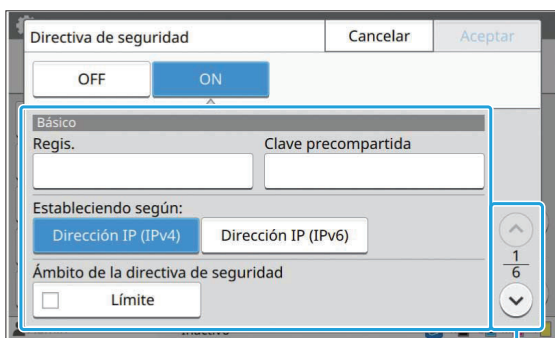 Directiva de seguridad Cancelar Aceptar
OFF ON
Básico
Regis. Clave precompartida
Estableciendo según:
Dirección IP (IPv4) Dirección IP (IPv6)
1
6
Ámbito de la directiva de seguridad
Límite